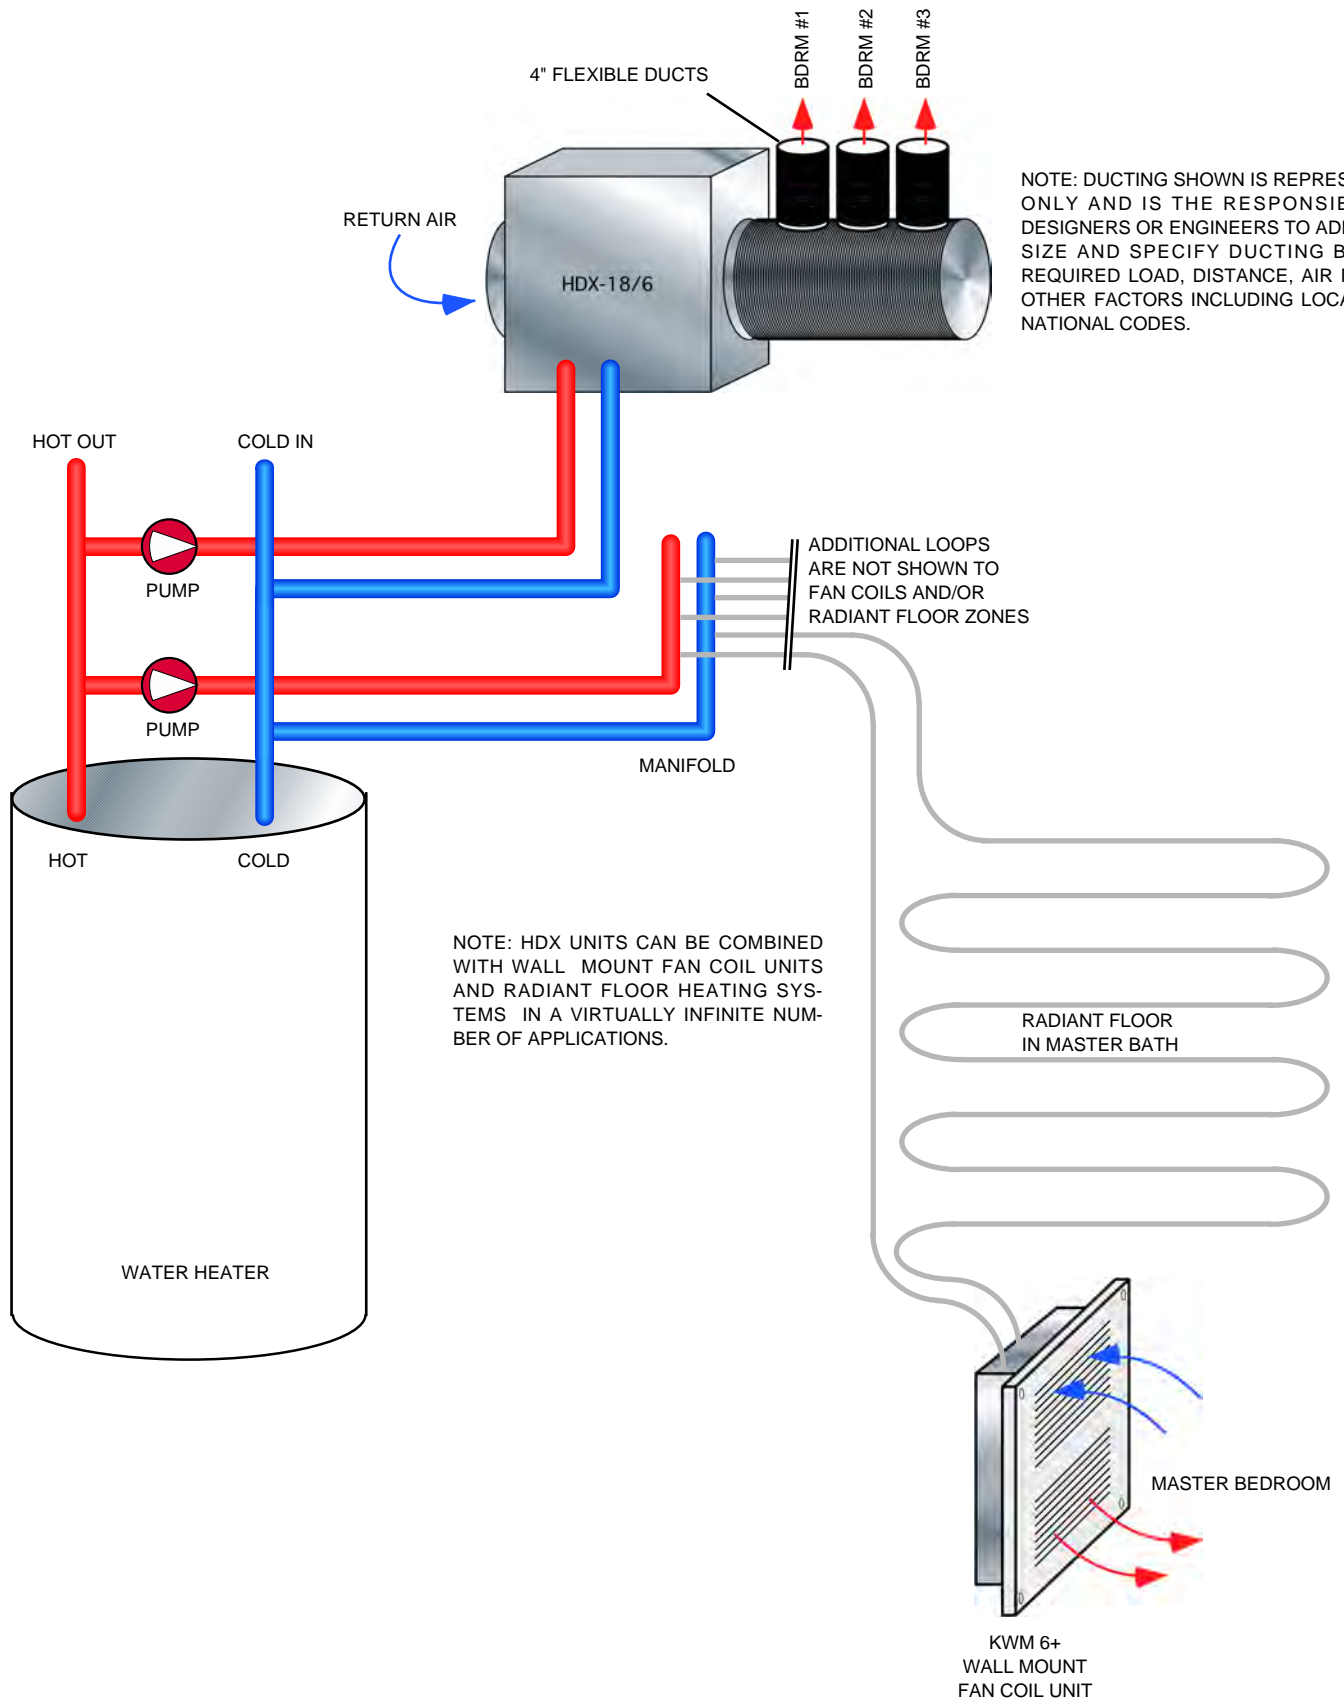 BDRM #1
BDRM #2
BDRM #3
4" FLEXIBLE DUCTS
RETURN AIR
HDX-18/6
NOTE: DUCTING SHOWN IS
ONLY AND IS THE
DESIGNERS OR ENGINEERS TO
SIZE AND SPECIFY DUCTING
REQUIRED LOAD, DISTANCE, AIR
OTHER FACTORS INCLUDING
NATIONAL CODES.
HOT OUT
COLD IN
PUMP
PUMP
ADDITIONAL LOOPS
ARE NOT SHOWN TO
FAN COILS AND/OR
RADIANT FLOOR ZONES
MANIFOLD
HOT
COLD
NOTE: HDX UNITS CAN BE COMBINED
WITH WALL MOUNT FAN COIL UNITS
AND RADIANT FLOOR HEATING SYS-
TEMS IN A VIRTUALLY INFINITE NUM-
BER OF APPLICATIONS.
RADIANT FLOOR
IN MASTER BATH
WATER HEATER
MASTER BEDROOM
KWM 6+
WALL MOUNT
FAN COIL UNIT